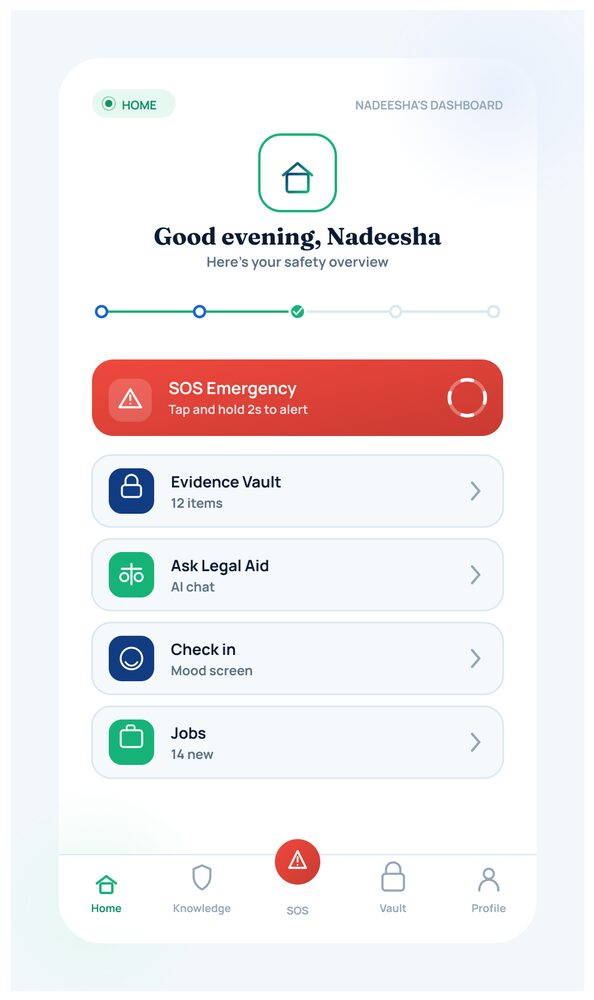 HOME
NADEESHA'S DASHBOARD
Good evening, Nadeesha
Here's your safety overview
SOS Emergency
Tap and hold 2s to alert
Evidence Vault
12 items
Ask Legal Aid
AI chat
Check in
Mood screen
Jobs
14 new
Home
Knowledge
SOS
Vault
Profile